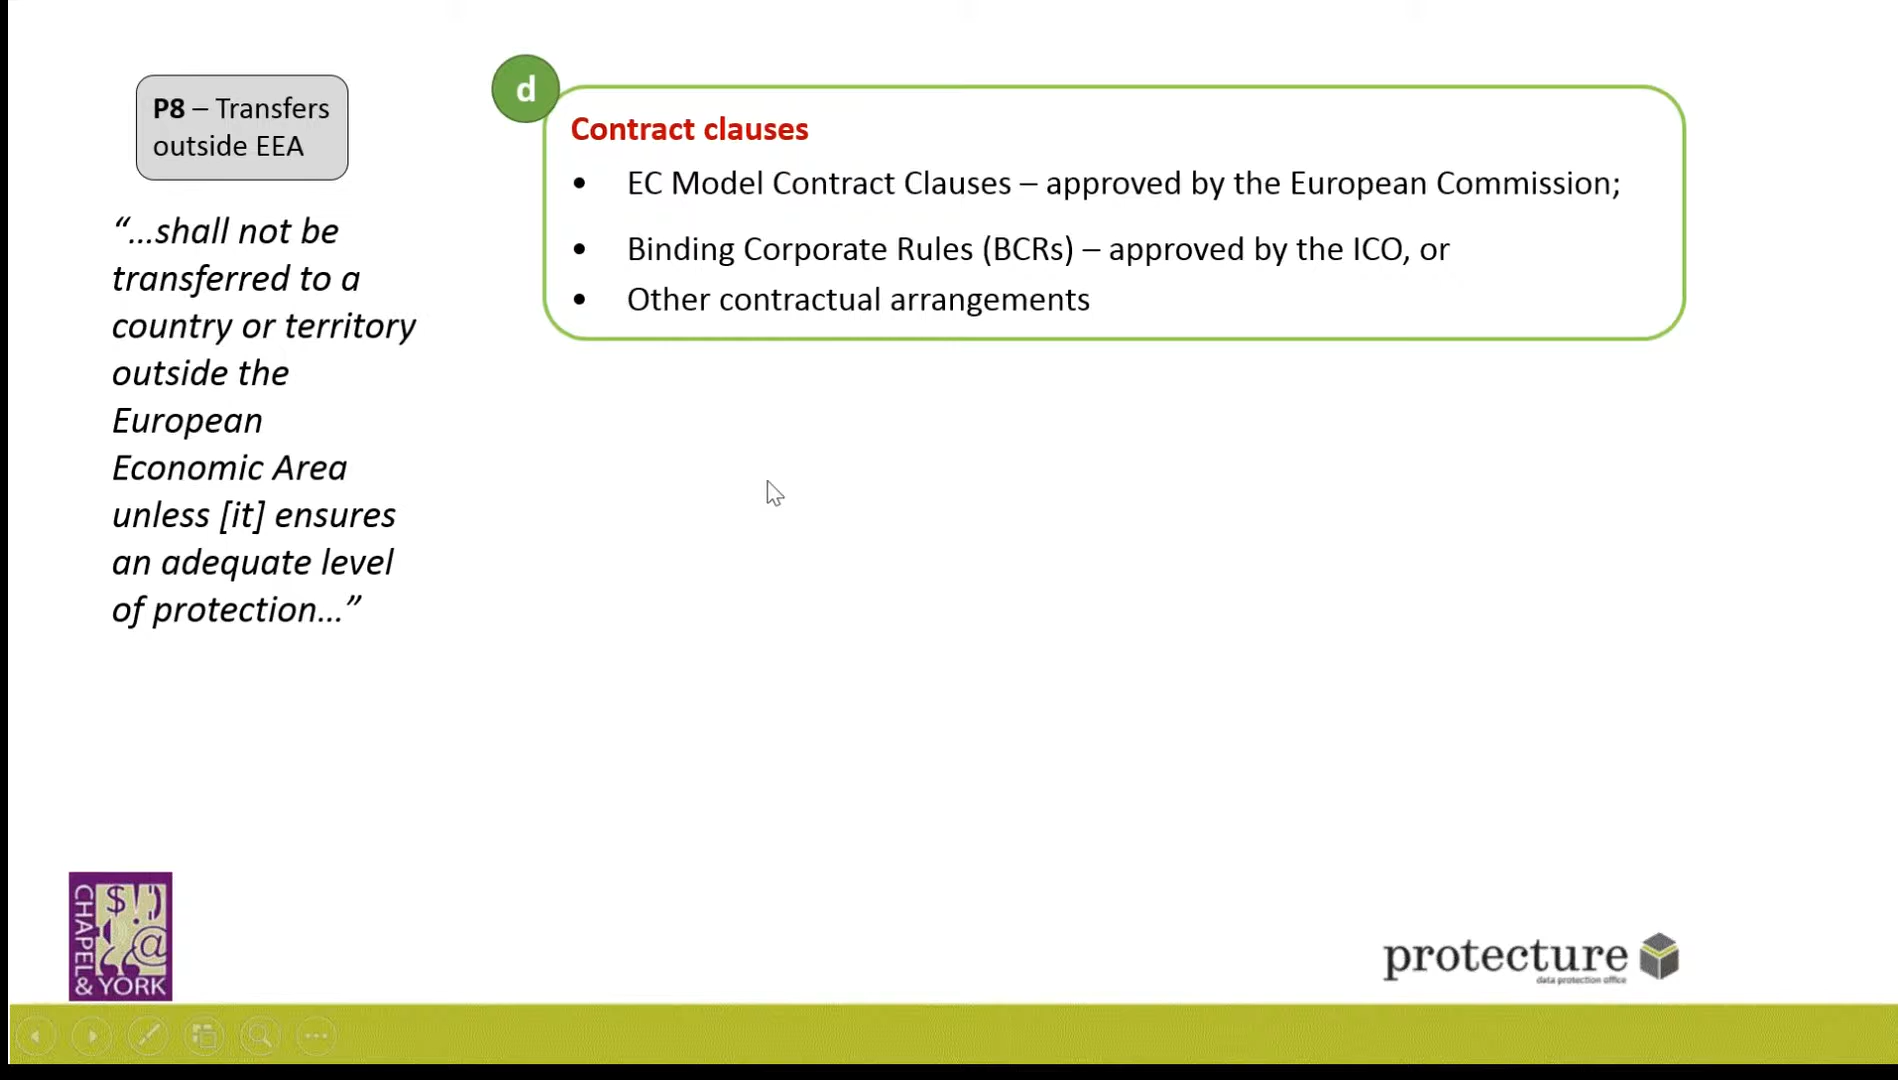 P8 – Transfers
outside EEA
“...shall not be
transferred to a
country or territory
outside the
European
Economic Area
unless [it] ensures
an adequate level
of protection...”
d
Contract clauses
• EC Model Contract Clauses – approved by the European Commission;
• Binding Corporate Rules (BCRs) – approved by the ICO, or
• Other contractual arrangements
CHAPEL
& YORK
protecture
data protection office